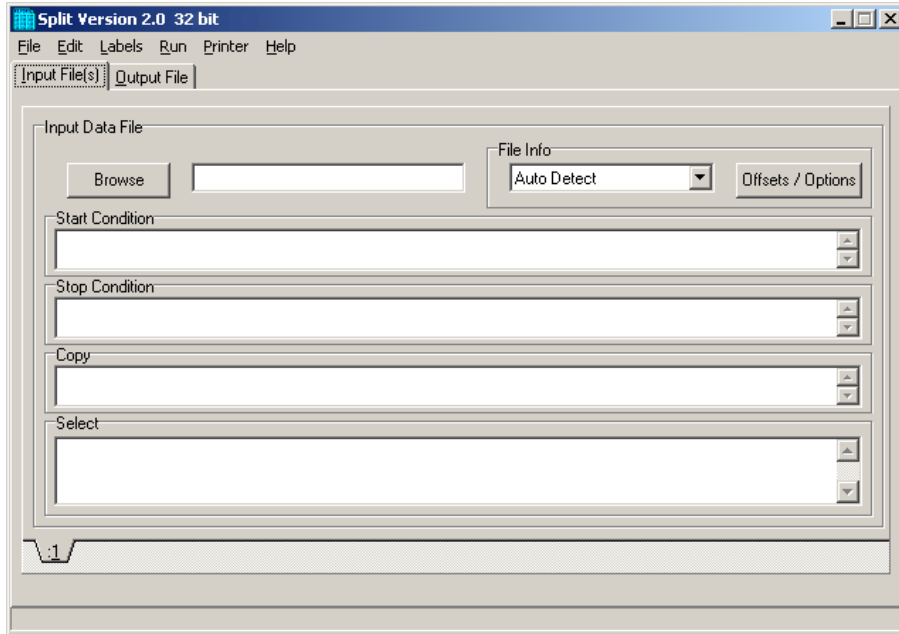 Split Version 2.0 32 bit
File Edit Labels Run Printer Help
Input File(s) Output File
Input Data File
File Info
Browse Auto Detect Offsets / Options
Start Condition
Stop Condition
Copy
Select
:1